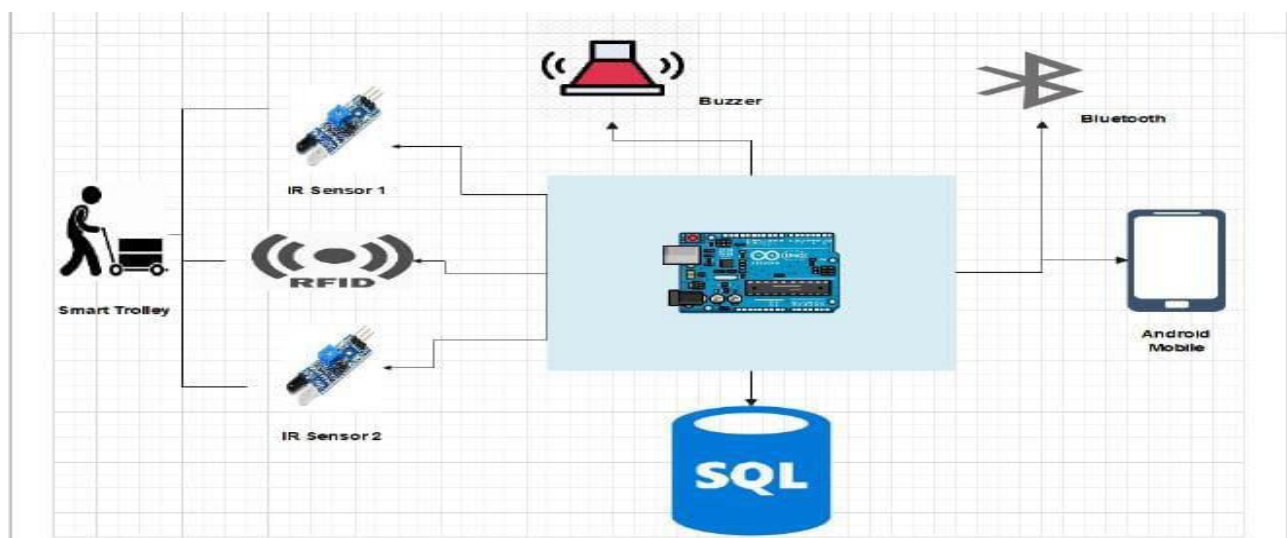 Buzzer
Bluetooth
IR Sensor 1
RFID
Smart Trolley
Android
Mobile
IR Sensor 2
SQL